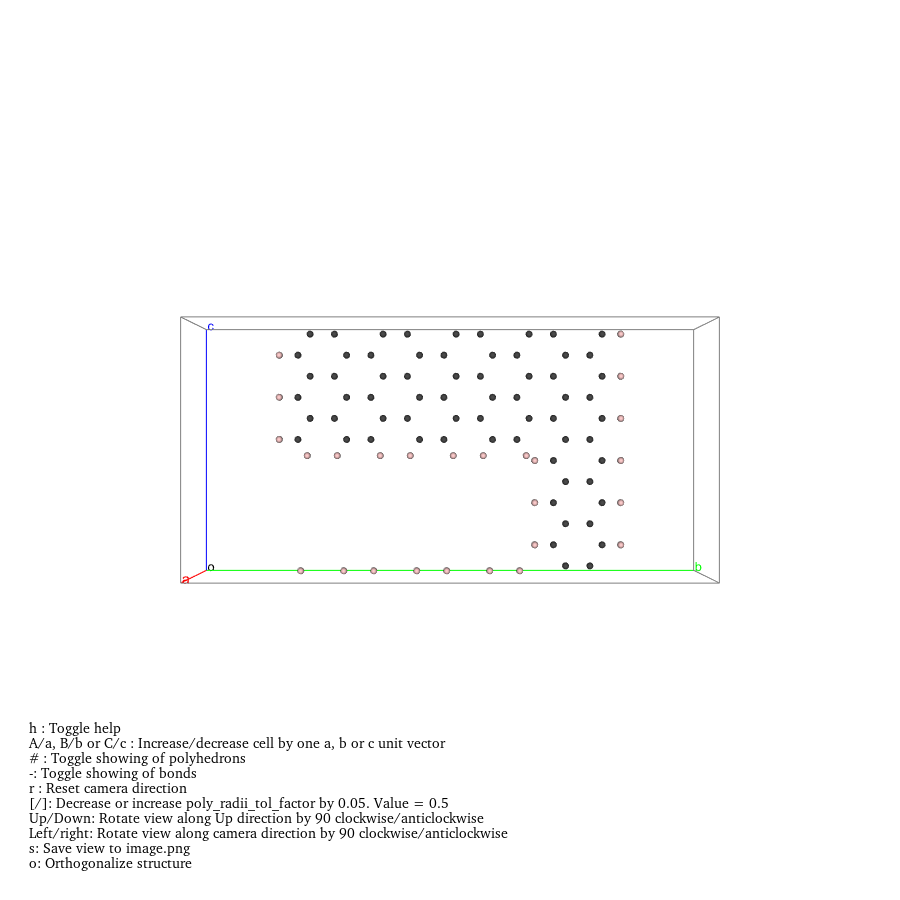 c
o
a
b
h : Toggle help
A/a, B/b or C/c : Increase/decrease cell by one a, b or c unit vector
# : Toggle showing of polyhedrons
-: Toggle showing of bonds
r : Reset camera direction
[/]: Decrease or increase poly_radii_tol_factor by 0.05. Value = 0.5
Up/Down: Rotate view along Up direction by 90 clockwise/anticlockwise
Left/right: Rotate view along camera direction by 90 clockwise/anticlockwise
s: Save view to image.png
o: Orthogonalize structure